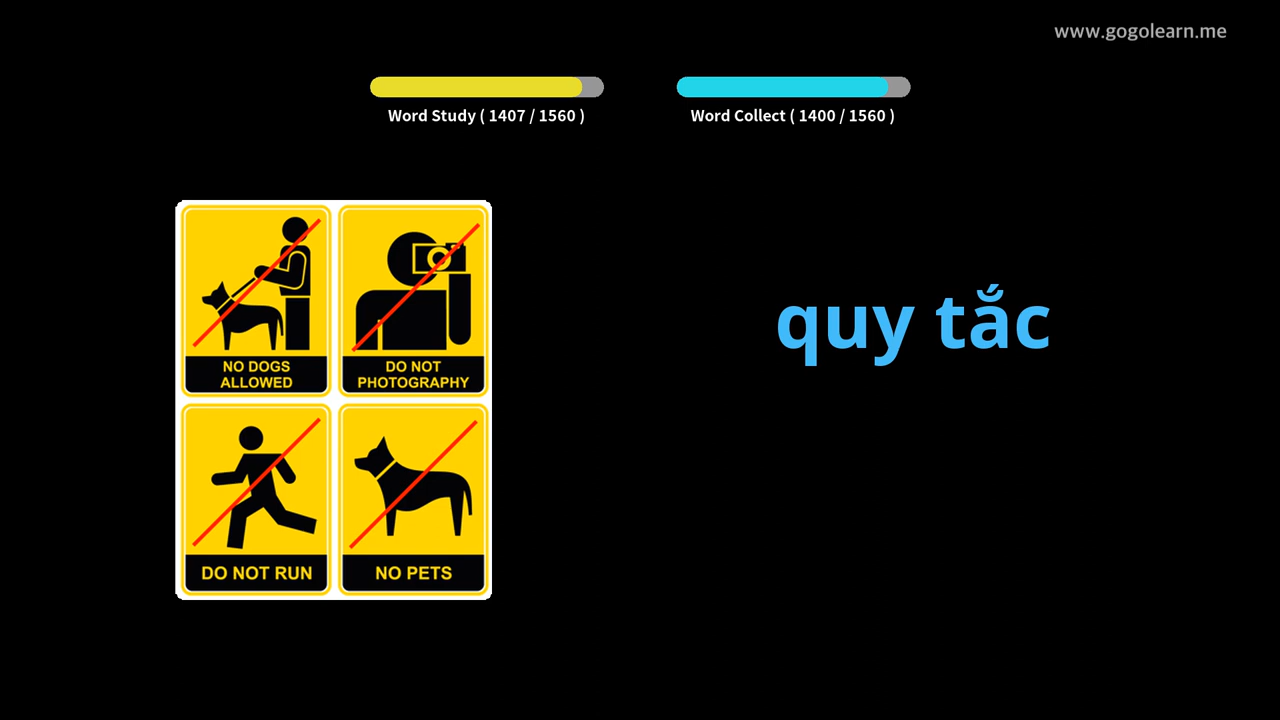 www.gogolearn.me
Word Study ( 1407 / 1560 )
Word Collect ( 1400 / 1560 )
NO DOGS
ALLOWED
DO NOT
PHOTOGRAPHY
DO NOT RUN
NO PETS
quy tắc